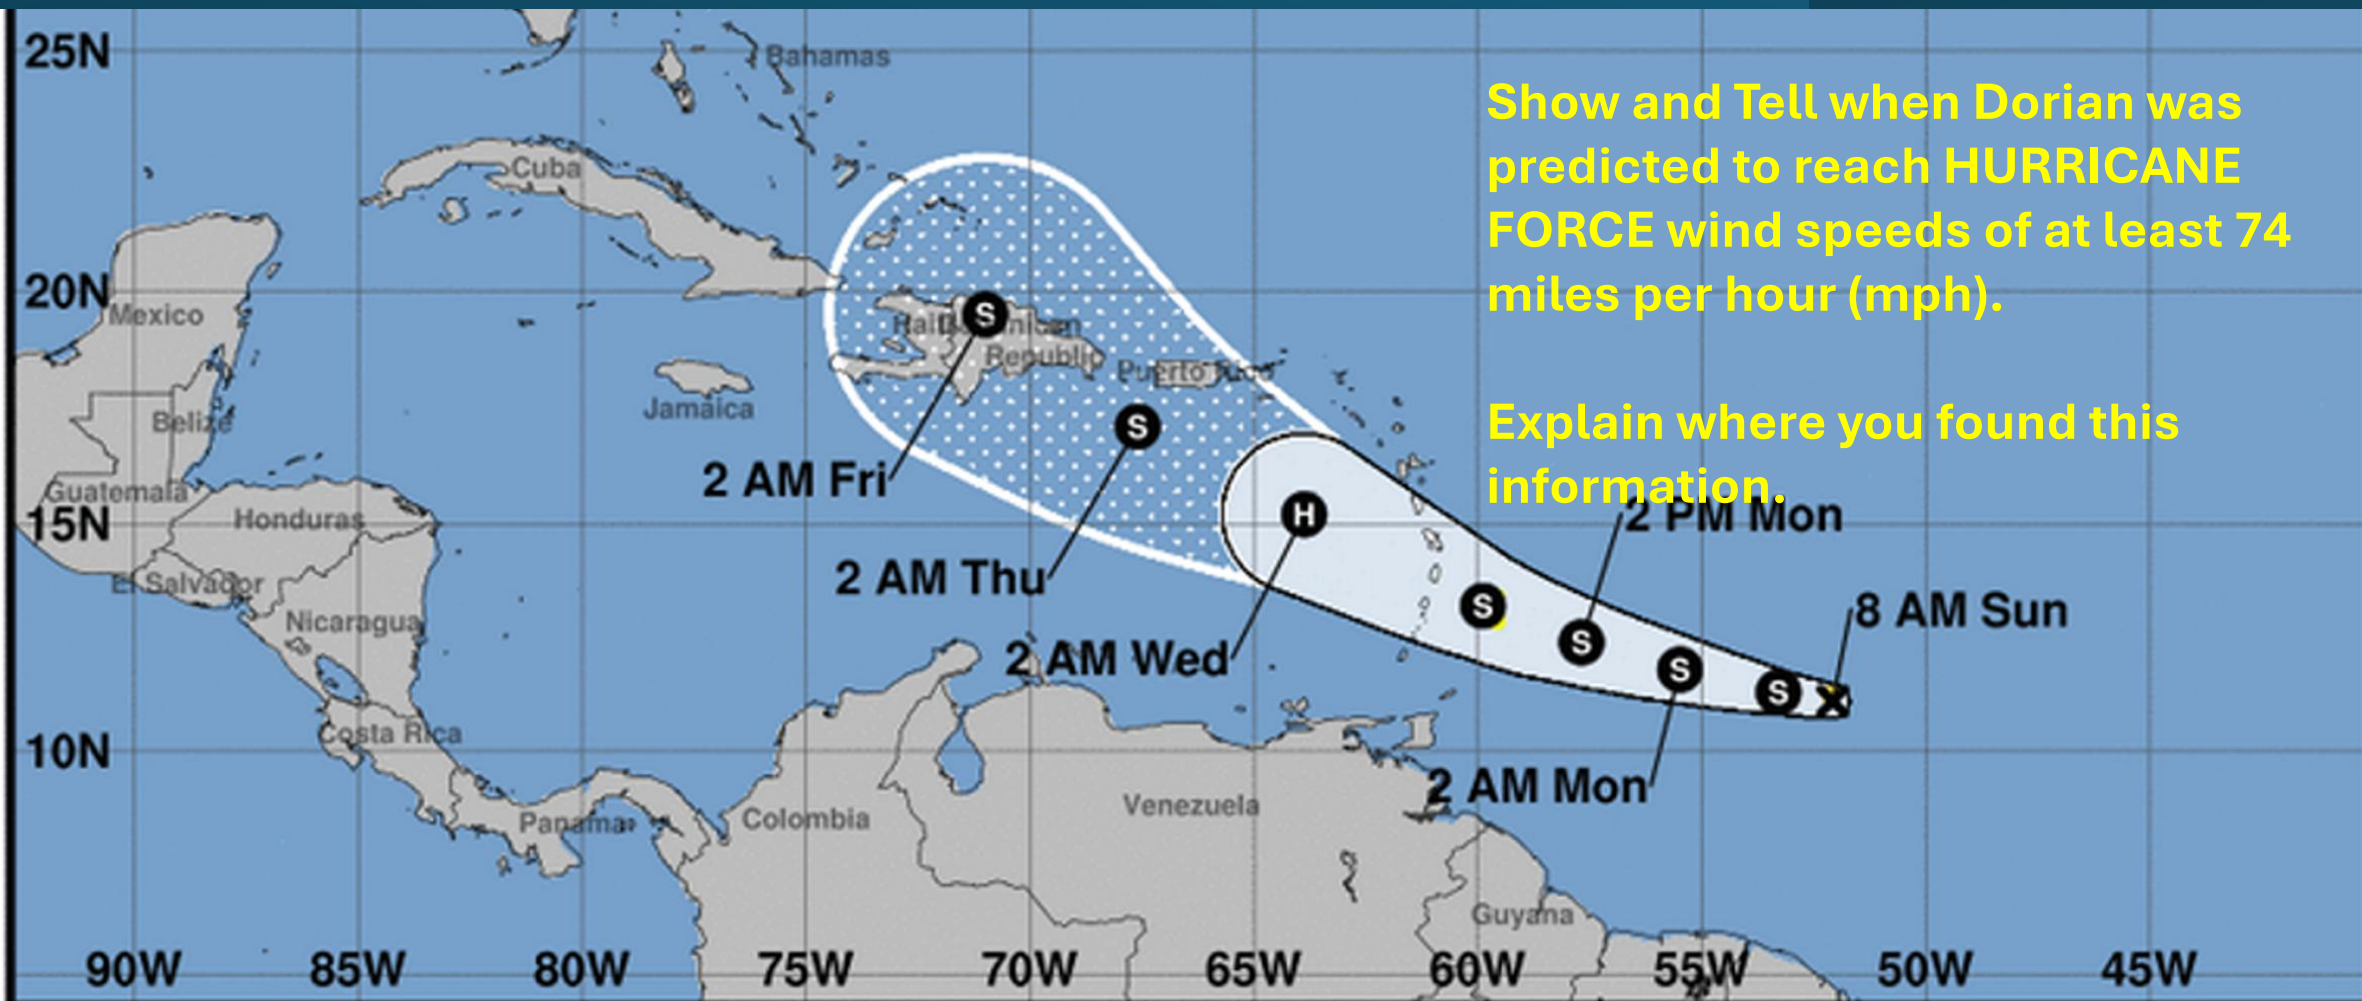 25N
Bahamas
Show and Tell when Dorian was
predicted to reach HURRICANE
FORCE wind speeds of at least 74
miles per hour (mph).
Cuba
20N
Mexico
S
Haiti Dominican
Republic
Puerto Rico
Jamaica
Belize
S
Explain where you found this
information.
2 AM Fri
Guatemala
15N
Honduras
H
2 PM Mon
El Salvador
2 AM Thu
Nicaragua
S
8 AM Sun
S
2 AM Wed
S
S
X
Costa Rica
10N
2 AM Mon
Panama
Colombia
Venezuela
Guyana
90W 85W 80W 75W 70W 65W 60W 55W 50W 45W